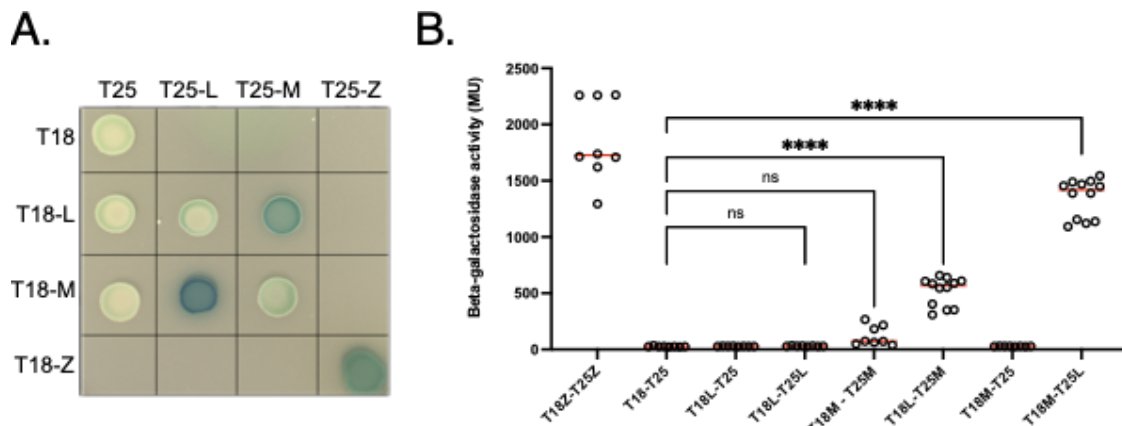 A.
B.
T25 T25-L T25-M T25-Z
T18
T18-L
T18-M
T18-Z
Beta-galactosidase activity (MU)
2500
2000
1500
1000
500
0
****
****
ns
ns
T18Z-T25Z
T18-T25
T18L-T25
T18L-T25L
T18M - T25M
T18L-T25M
T18M-T25
T18M-T25L